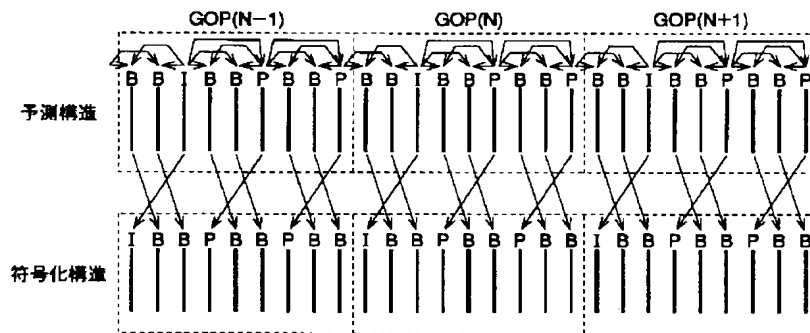 GOP(N−1) GOP(N) GOP(N+1)
予測構造 B B I B B P B B P B B I B B P B B P B B I B B P B B P
符号化構造 I B B P B B P B B I B B P B B P B B I B B P B B P B B